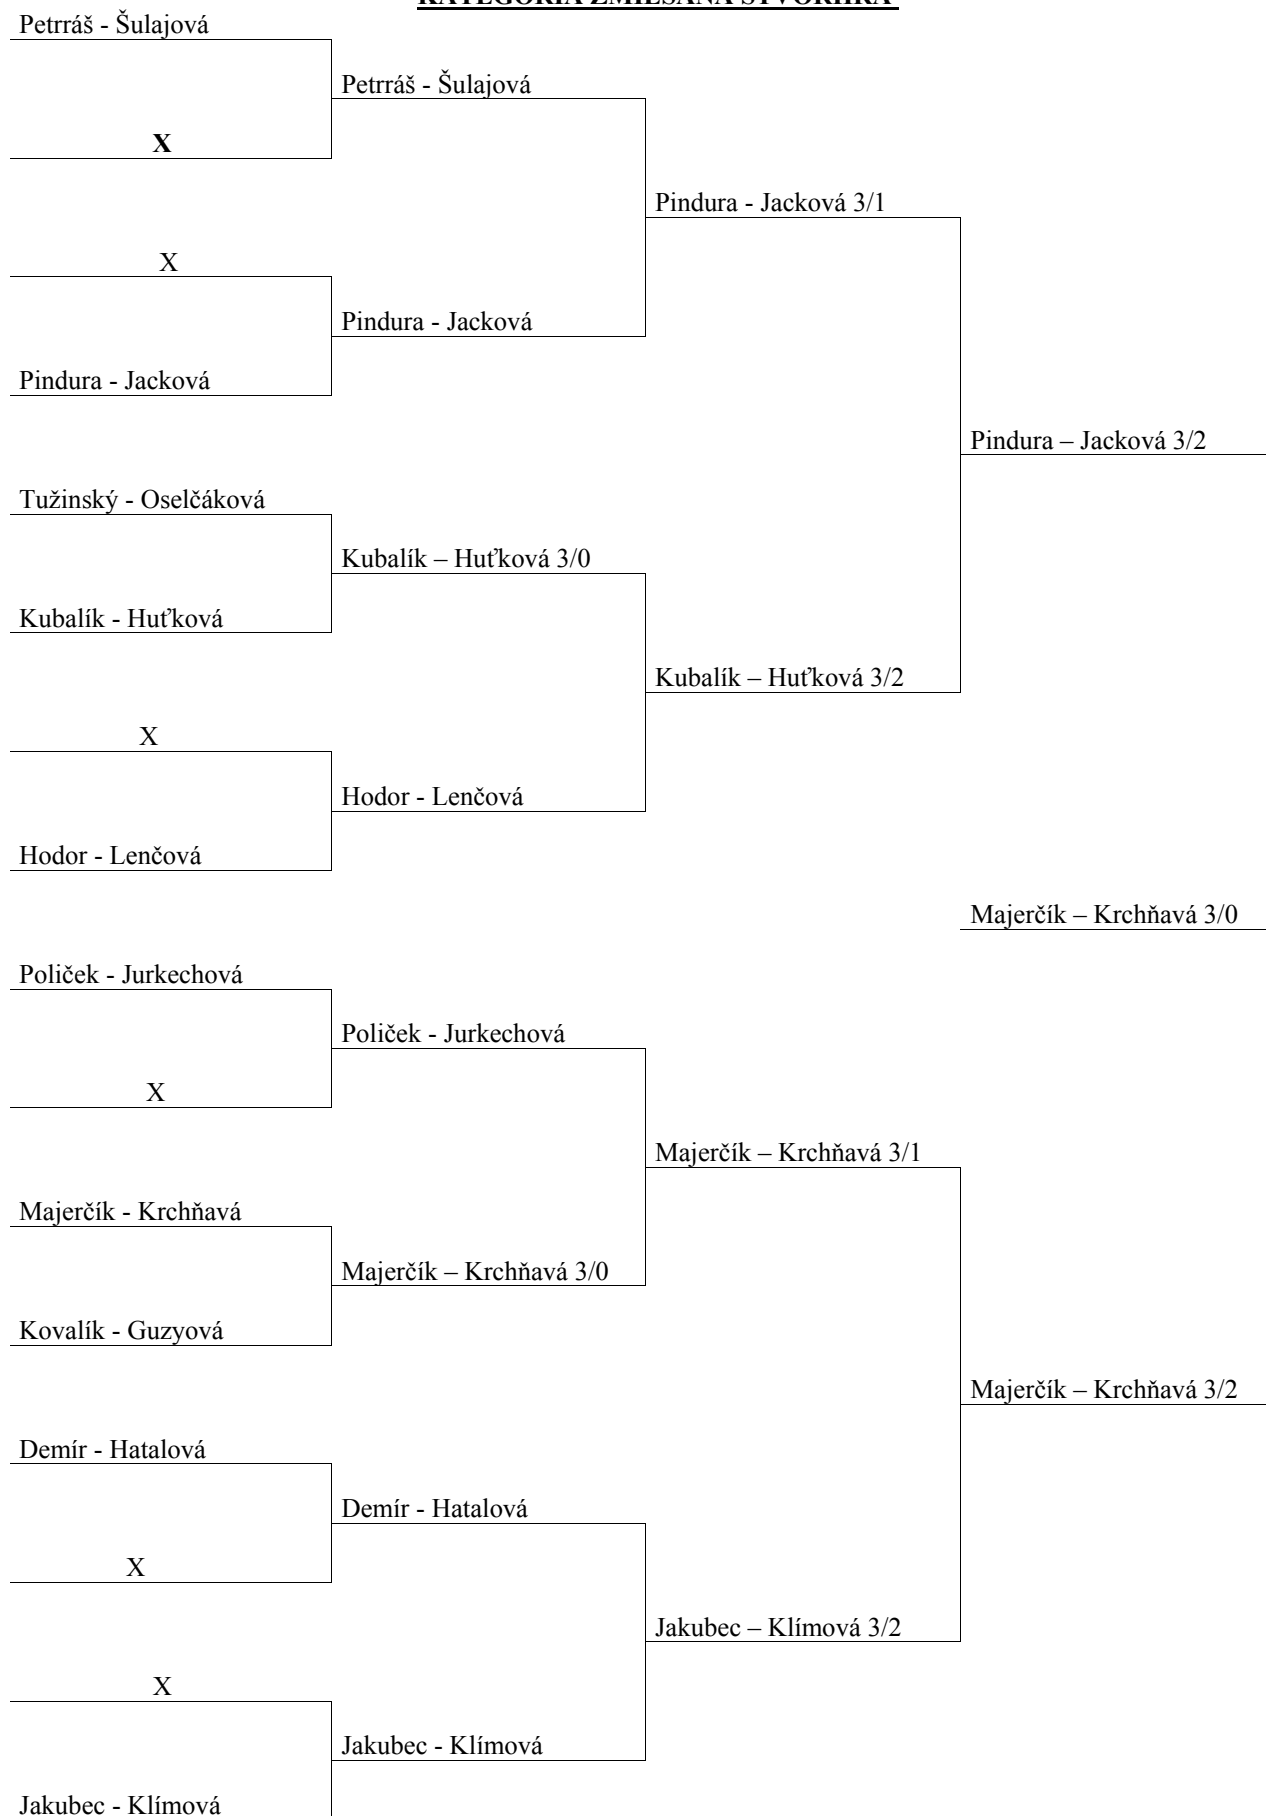 KATEGÓRIA ZMIEŠANÁ ŠTVORHRA
Petrráš - Šulajová
Petrráš - Šulajová
X
Pindura - Jacková 3/1
X
Pindura - Jacková
Pindura - Jacková
Pindura – Jacková 3/2
Tužinský - Oselčáková
Kubalík – Huťková 3/0
Kubalík - Huťková
Kubalík – Huťková 3/2
X
Hodor - Lenčová
Hodor - Lenčová
Majerčík – Krchňavá 3/0
Poliček - Jurkechová
Poliček - Jurkechová
X
Majerčík – Krchňavá 3/1
Majerčík - Krchňavá
Majerčík – Krchňavá 3/0
Kovalík - Guzyová
Majerčík – Krchňavá 3/2
Demír - Hatalová
Demír - Hatalová
X
Jakubec – Klímová 3/2
X
Jakubec - Klímová
Jakubec - Klímová